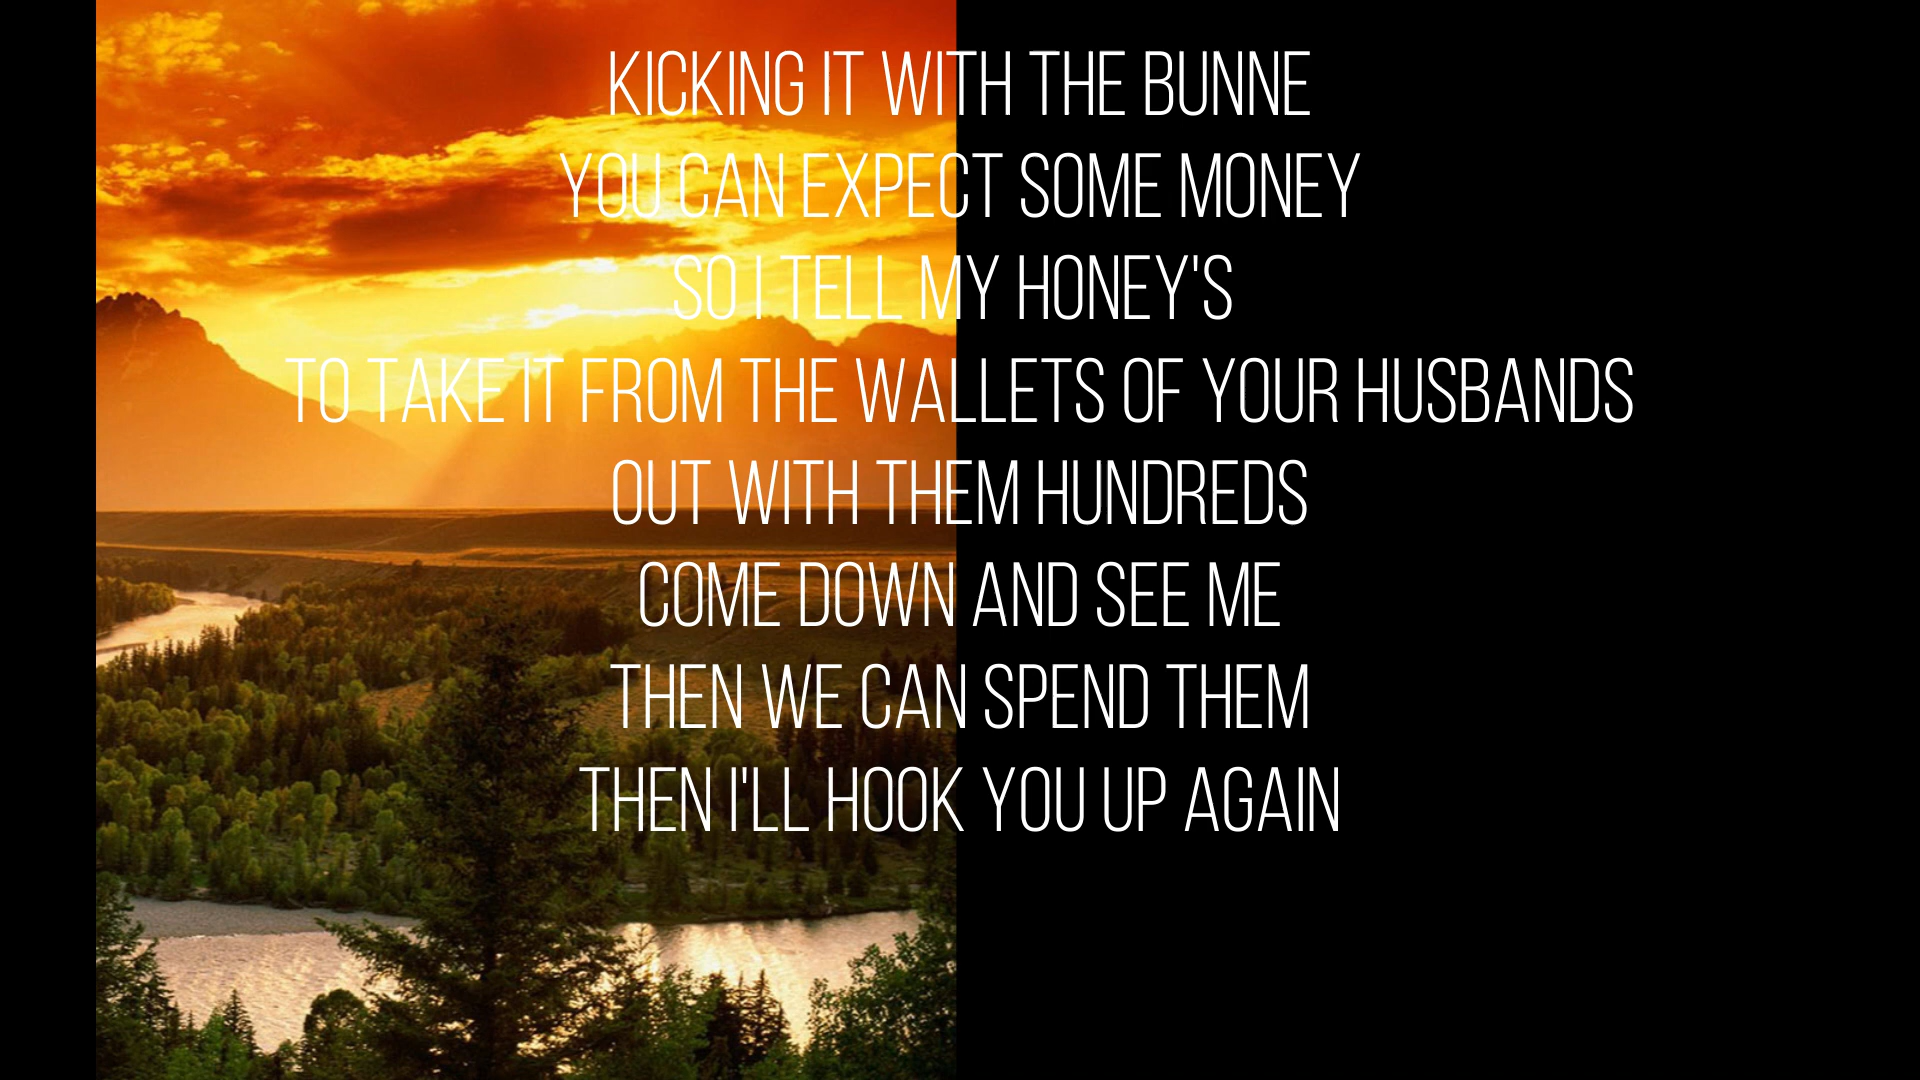 KICKING IT WITH THE BUNNE
YOU CAN EXPECT SOME MONEY
SO I TELL MY HONEY'S
TO TAKE IT FROM THE WALLETS OF YOUR HUSBANDS
OUT WITH THEM HUNDREDS
COME DOWN AND SEE ME
THEN WE CAN SPEND THEM
THEN I'LL HOOK YOU UP AGAIN